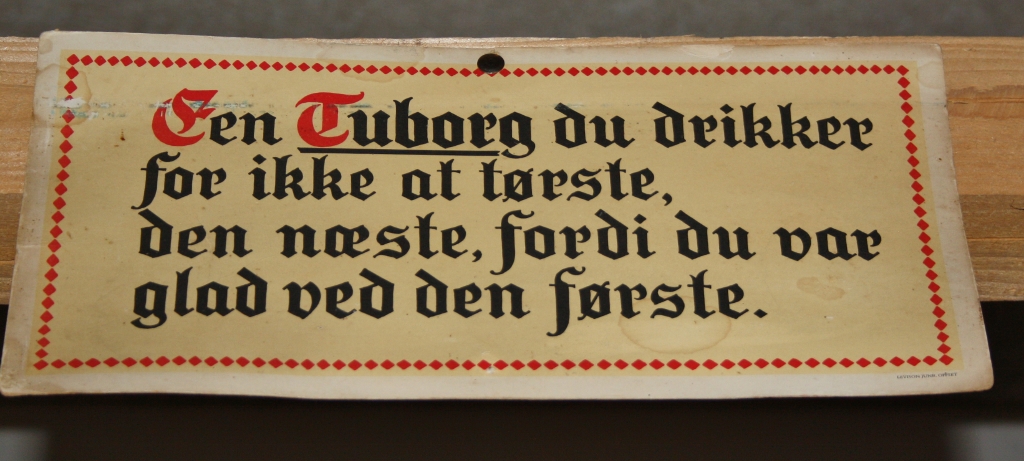 Een Tuborg du drikker
for ikke at tørste,
den næste, fordi du var
glad ved den første.